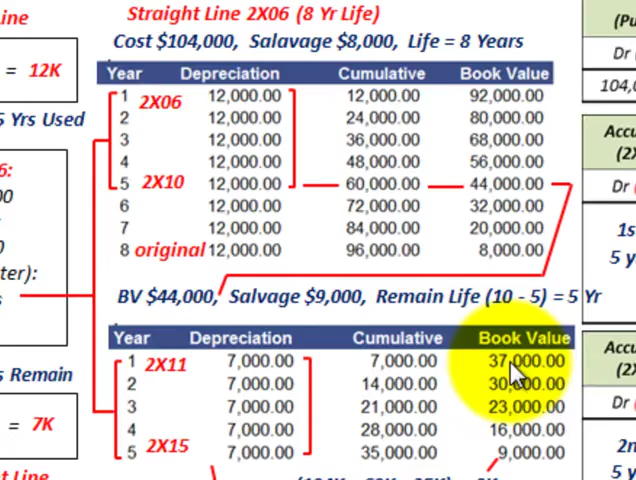 ine
Straight Line 2X06 (8 Yr Life)
(Pu
Cost $104,000, Salavage $8,000, Life = 8 Years
= 12K
Dr
104,0
Year Depreciation Cumulative Book Value
1 2X06 12,000.00 12,000.00 92,000.00
2 12,000.00 24,000.00 80,000.00
5 Yrs Used
3 12,000.00 36,000.00 68,000.00
4 12,000.00 48,000.00 56,000.00
5 2X10 12,000.00 60,000.00 44,000.00
6 12,000.00 72,000.00 32,000.00
7 12,000.00 84,000.00 20,000.00
8 original 12,000.00 96,000.00 8,000.00
6:
00
0
ter):
s
Accu
(2X
Dr (
1s
5 y
BV $44,000, Salvage $9,000, Remain Life (10 - 5) = 5 Yr
Year Depreciation Cumulative Book Value
1 2X11 7,000.00 7,000.00 37,000.00
2 7,000.00 14,000.00 30,000.00
3 7,000.00 21,000.00 23,000.00
4 7,000.00 28,000.00 16,000.00
5 2X15 7,000.00 35,000.00 9,000.00
s Remain
= 7K
t Line
Accu
(2X
Dr (
2n
5 y